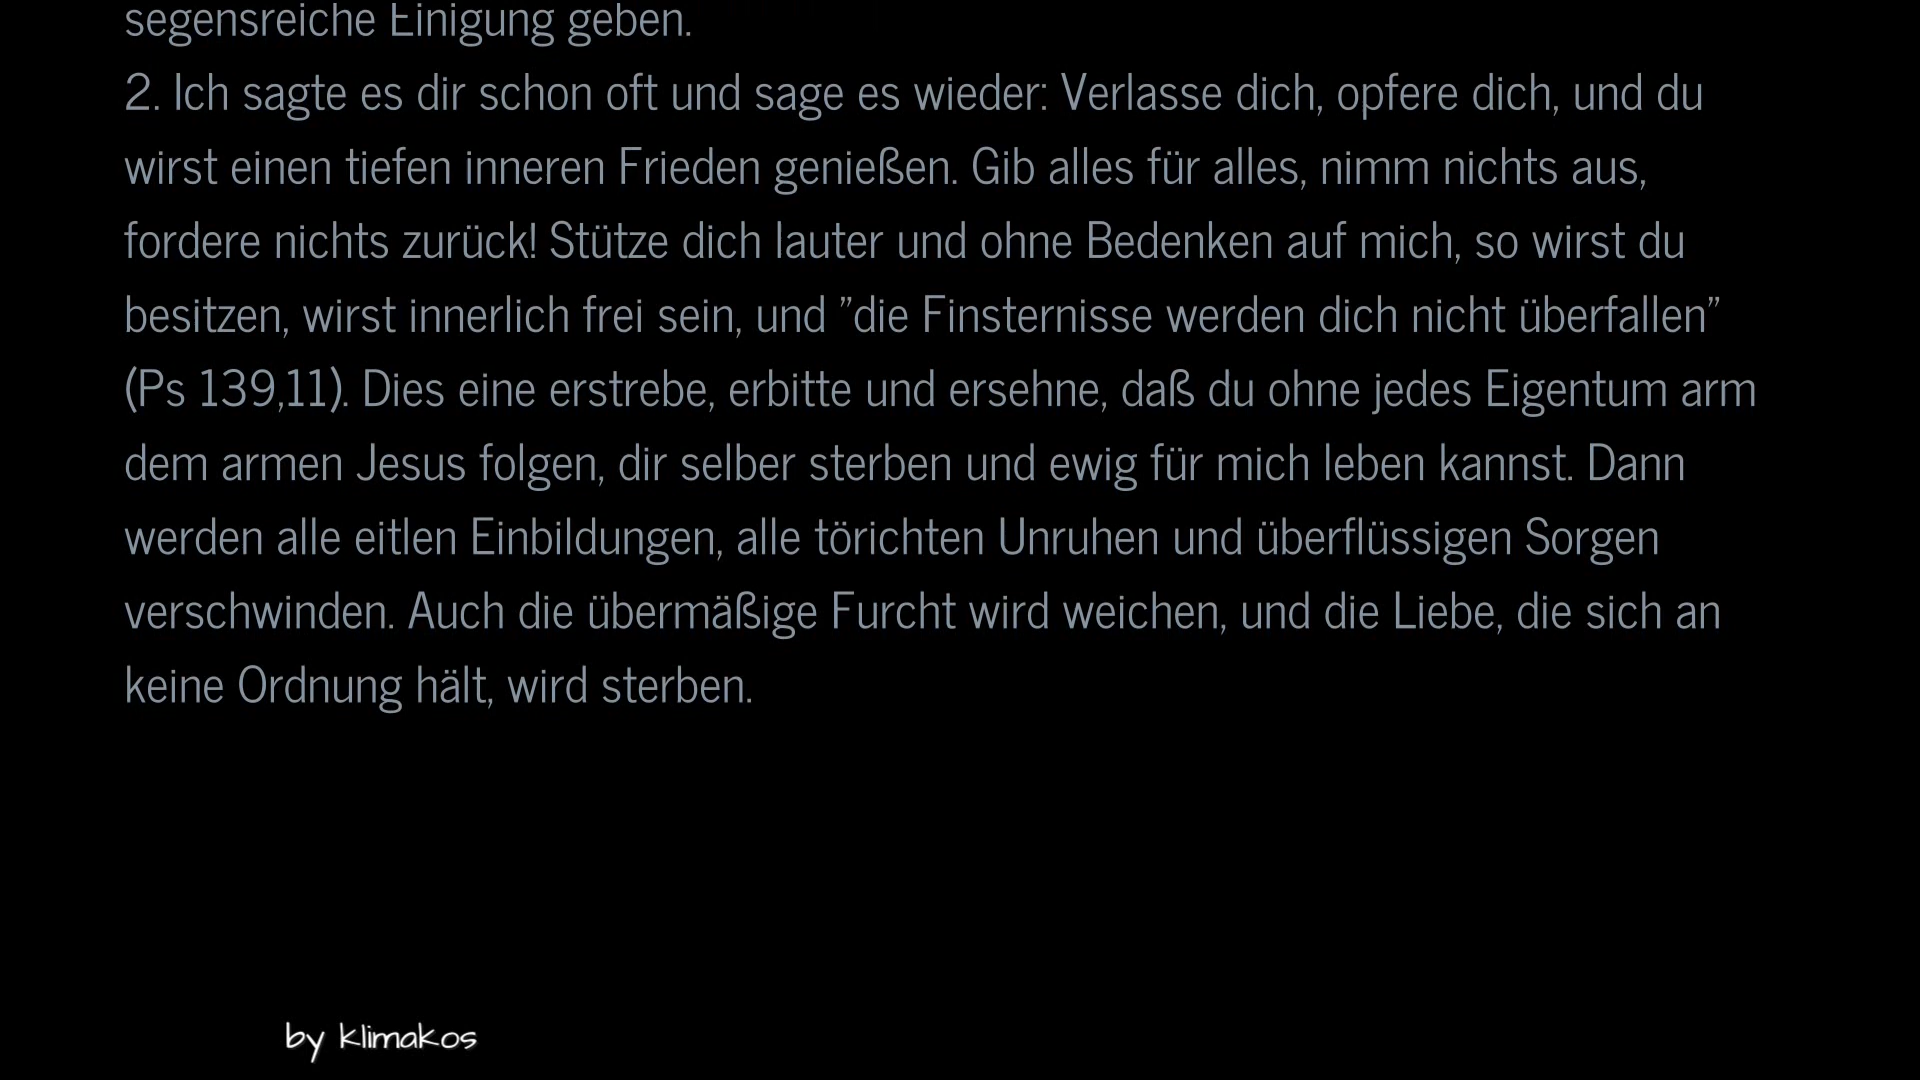 segensreiche Einigung geben.
2. Ich sagte es dir schon oft und sage es wieder: Verlasse dich, opfere dich, und du
wirst einen tiefen inneren Frieden genießen. Gib alles für alles, nimm nichts aus,
fordere nichts zurück! Stütze dich lauter und ohne Bedenken auf mich, so wirst du
besitzen, wirst innerlich frei sein, und "die Finsternisse werden dich nicht überfallen"
(Ps 139,11). Dies eine erstrebe, erbitte und ersehne, daß du ohne jedes Eigentum arm
dem armen Jesus folgen, dir selber sterben und ewig für mich leben kannst. Dann
werden alle eitlen Einbildungen, alle törichten Unruhen und überflüssigen Sorgen
verschwinden. Auch die übermäßige Furcht wird weichen, und die Liebe, die sich an
keine Ordnung hält, wird sterben.
by klimakos